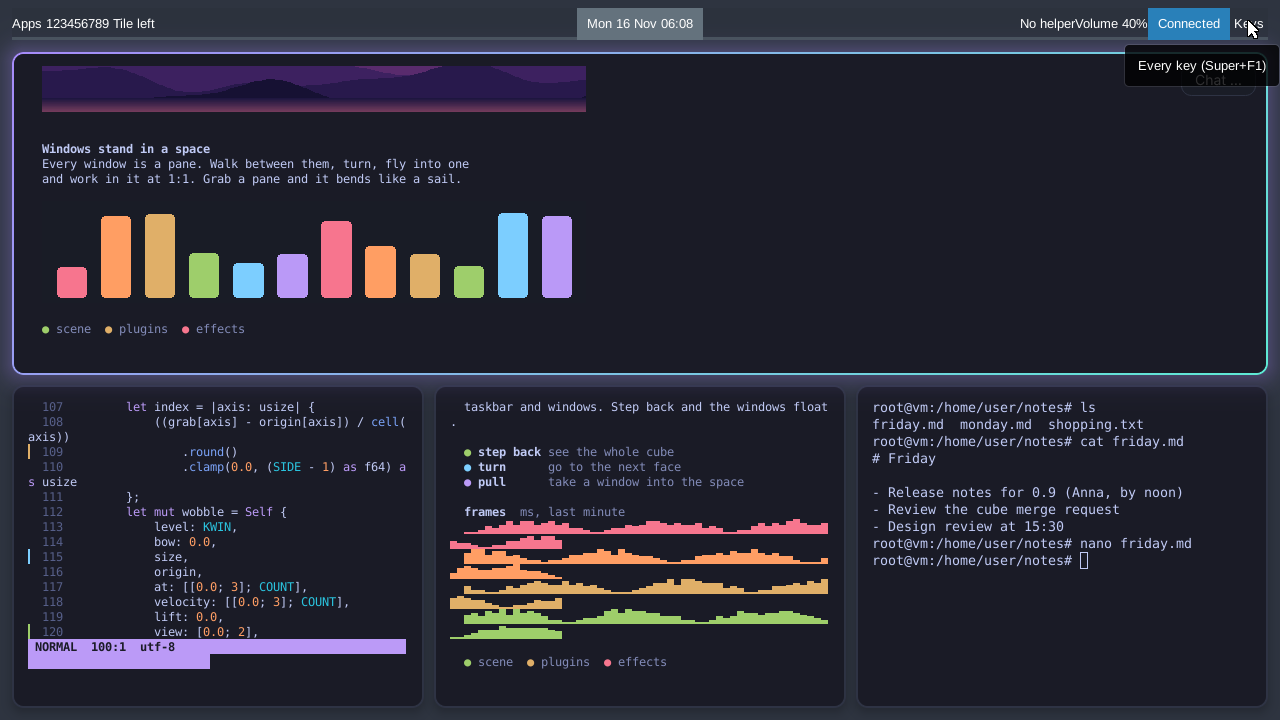 Apps 123456789 Tile left
Mon 16 Nov 06:08
No helperVolume 40% Connected Keys
Every key (Super+F1)
Chat ...
Windows stand in a space
Every window is a pane. Walk between them, turn, fly into one
and work in it at 1:1. Grab a pane and it bends like a sail.
scene plugins effects
107 let index = |axis: usize| {
108 ((grab[axis] - origin[axis]) / cell(
axis))
109 .round()
110 .clamp(0.0, (SIDE - 1) as f64) a
s usize
111 };
112 let mut wobble = Self {
113 level: KWIN,
114 bow: 0.0,
115 size,
116 origin,
117 at: [[0.0; 3]; COUNT],
118 velocity: [[0.0; 3]; COUNT],
119 lift: 0.0,
120 view: [0.0; 2],
NORMAL 100:1 utf-8
taskbar and windows. Step back and the windows float
.
step back see the whole cube
turn go to the next face
pull take a window into the space
frames ms, last minute
scene plugins effects
root@vm:/home/user/notes# ls
friday.md monday.md shopping.txt
root@vm:/home/user/notes# cat friday.md
# Friday
- Release notes for 0.9 (Anna, by noon)
- Review the cube merge request
- Design review at 15:30
root@vm:/home/user/notes# nano friday.md
root@vm:/home/user/notes#